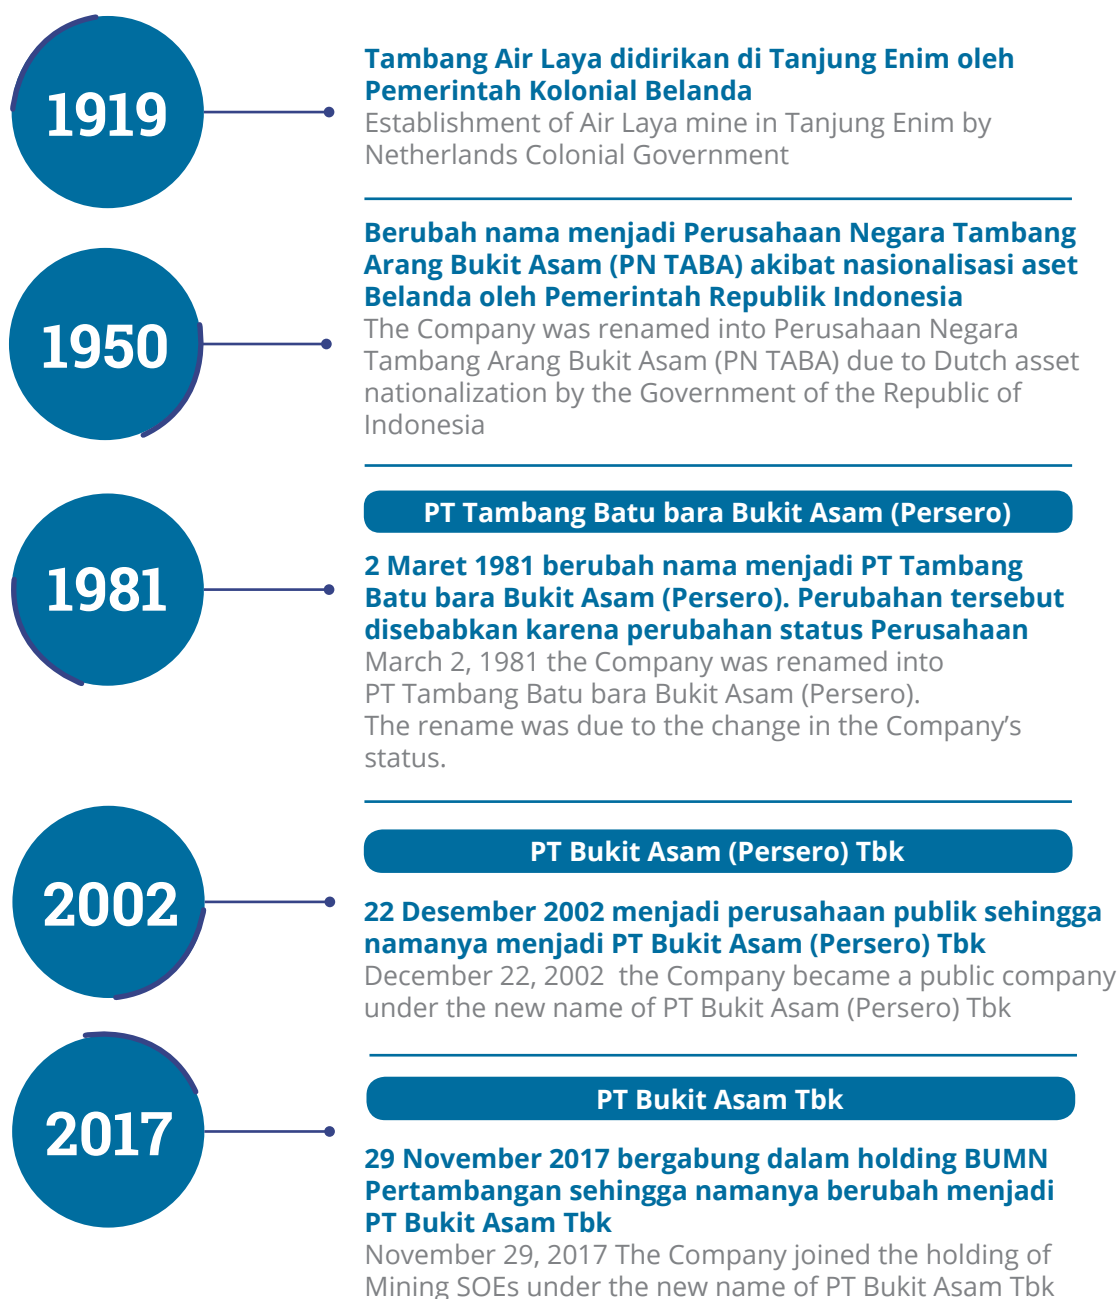 1919
Tambang Air Laya didirikan di Tanjung Enim oleh
Pemerintah Kolonial Belanda
Establishment of Air Laya mine in Tanjung Enim by
Netherlands Colonial Government
1950
Berubah nama menjadi Perusahaan Negara Tambang
Arang Bukit Asam (PN TABA) akibat nasionalisasi aset
Belanda oleh Pemerintah Republik Indonesia
The Company was renamed into Perusahaan Negara
Tambang Arang Bukit Asam (PN TABA) due to Dutch asset
nationalization by the Government of the Republic of
Indonesia
1981
PT Tambang Batu bara Bukit Asam (Persero)
2 Maret 1981 berubah nama menjadi PT Tambang
Batu bara Bukit Asam (Persero). Perubahan tersebut
disebabkan karena perubahan status Perusahaan
March 2, 1981 the Company was renamed into
PT Tambang Batu bara Bukit Asam (Persero).
The rename was due to the change in the Company’s
status.
2002
PT Bukit Asam (Persero) Tbk
22 Desember 2002 menjadi perusahaan publik sehingga
namanya menjadi PT Bukit Asam (Persero) Tbk
December 22, 2002  the Company became a public company
under the new name of PT Bukit Asam (Persero) Tbk
2017
PT Bukit Asam Tbk
29 November 2017 bergabung dalam holding BUMN
Pertambangan sehingga namanya berubah menjadi
PT Bukit Asam Tbk
November 29, 2017 The Company joined the holding of
Mining SOEs under the new name of PT Bukit Asam Tbk